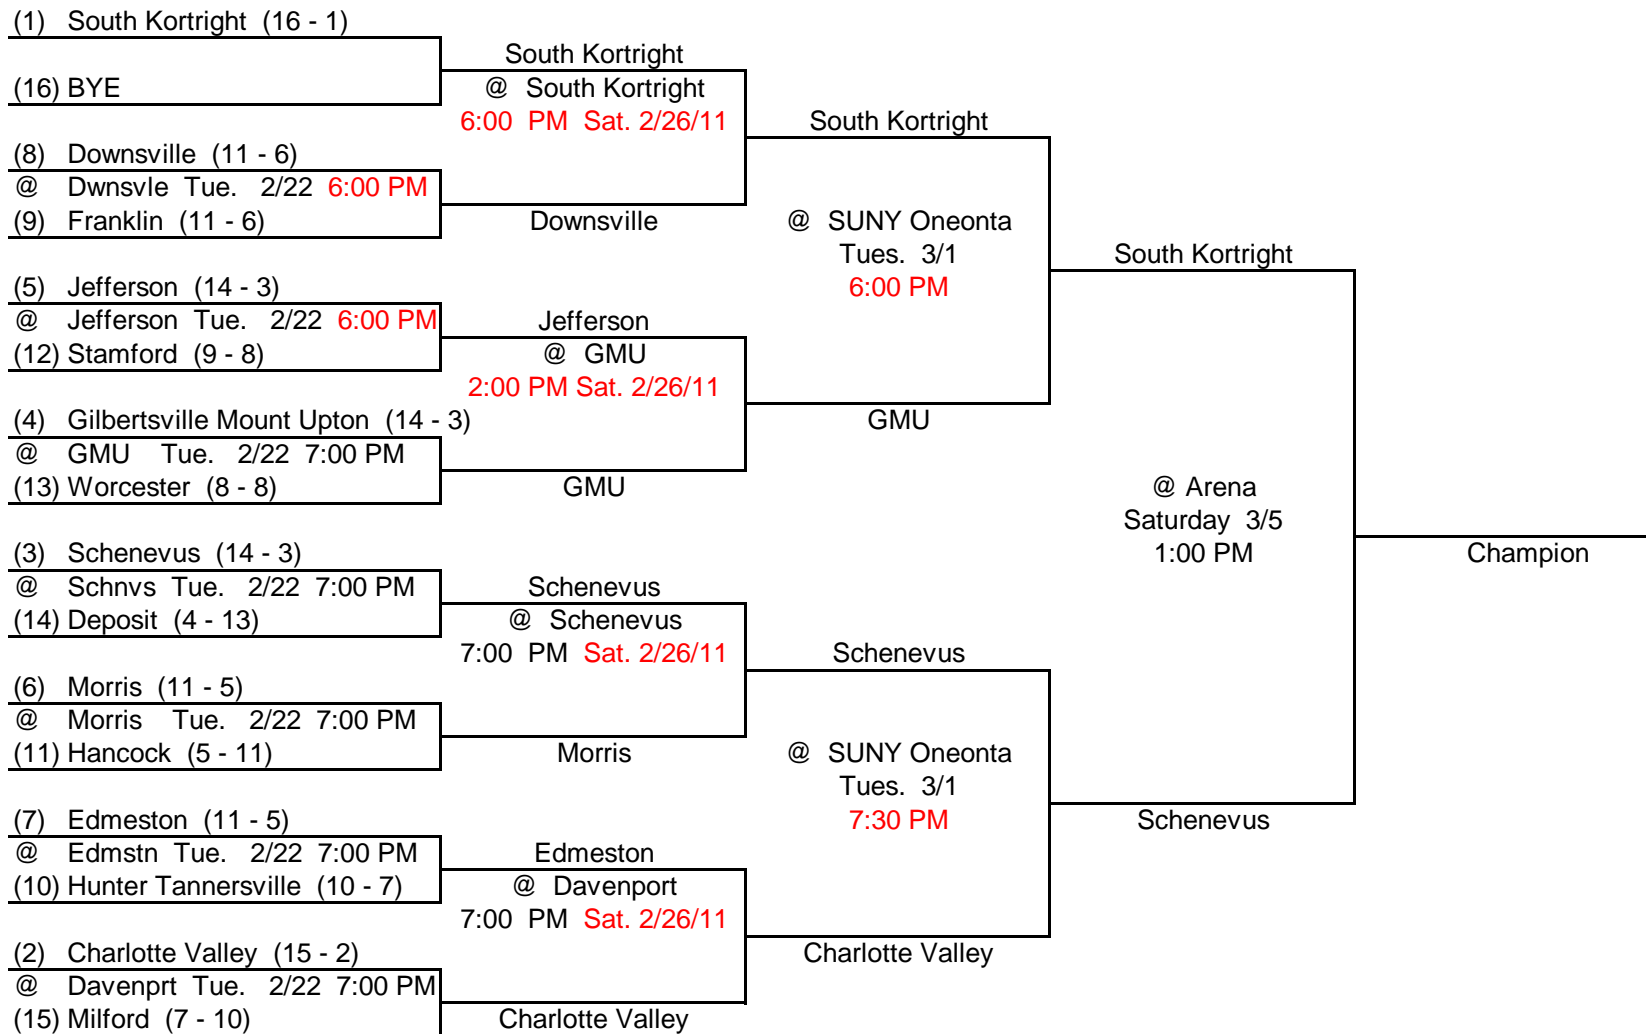 (1) South Kortright (16 - 1)
(16) BYE
(8) Downsville (11 - 6)
@ Dwnsvle Tue. 2/22 6:00 PM
(9) Franklin (11 - 6)
(5) Jefferson (14 - 3)
@ Jefferson Tue. 2/22 6:00 PM
(12) Stamford (9 - 8)
(4) Gilbertsville Mount Upton (14 - 3)
@ GMU Tue. 2/22 7:00 PM
(13) Worcester (8 - 8)
(3) Schenevus (14 - 3)
@ Schnvs Tue. 2/22 7:00 PM
(14) Deposit (4 - 13)
(6) Morris (11 - 5)
@ Morris Tue. 2/22 7:00 PM
(11) Hancock (5 - 11)
(7) Edmeston (11 - 5)
@ Edmstn Tue. 2/22 7:00 PM
(10) Hunter Tannersville (10 - 7)
(2) Charlotte Valley (15 - 2)
@ Davenprt Tue. 2/22 7:00 PM
(15) Milford (7 - 10)
South Kortright
@ South Kortright
6:00 PM Sat. 2/26/11
Downsville
Jefferson
@ GMU
2:00 PM Sat. 2/26/11
GMU
Schenevus
@ Schenevus
7:00 PM Sat. 2/26/11
Morris
Edmeston
@ Davenport
7:00 PM Sat. 2/26/11
Charlotte Valley
South Kortright
@ SUNY Oneonta
Tues. 3/1
6:00 PM
GMU
Schenevus
@ SUNY Oneonta
Tues. 3/1
7:30 PM
Charlotte Valley
South Kortright
@ Arena
Saturday 3/5
1:00 PM
Schenevus
Champion